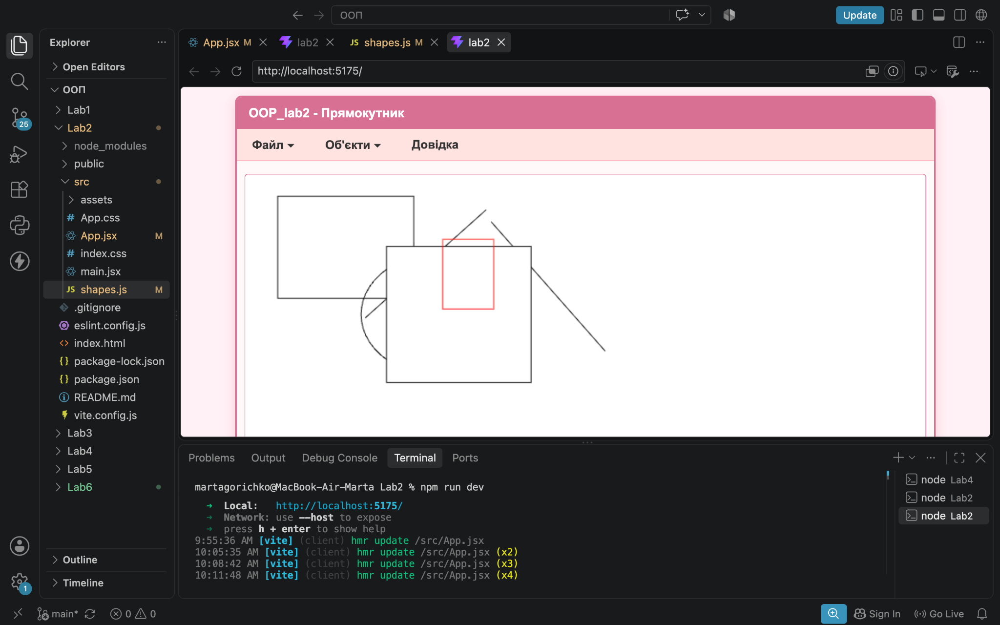 ООП
Update
Explorer
Open Editors
ООП
Lab1
Lab2
node_modules
public
src
assets
# App.css
App.jsx M
# index.css
main.jsx
JS shapes.js M
.gitignore
eslint.config.js
<> index.html
{} package-lock.json
{} package.json
README.md
vite.config.js
Lab3
Lab4
Lab5
Lab6
Outline
Timeline
25
1
App.jsx M
lab2
JS shapes.js M
lab2
http://localhost:5175/
OOP_lab2 - Прямокутник
Файл
Об'єкти
Довідка
Problems
Output
Debug Console
Terminal
Ports
martagorichko@MacBook-Air-Marta Lab2 % npm run dev
➜ Local: http://localhost:5175/
➜ Network: use --host to expose
➜ press h + enter to show help
9:55:36 AM [vite] (client) hmr update /src/App.jsx
10:05:35 AM [vite] (client) hmr update /src/App.jsx (x2)
10:08:42 AM [vite] (client) hmr update /src/App.jsx (x3)
10:11:48 AM [vite] (client) hmr update /src/App.jsx (x4)
node Lab4
node Lab2
node Lab2
main*
0
0
Sign In
Go Live